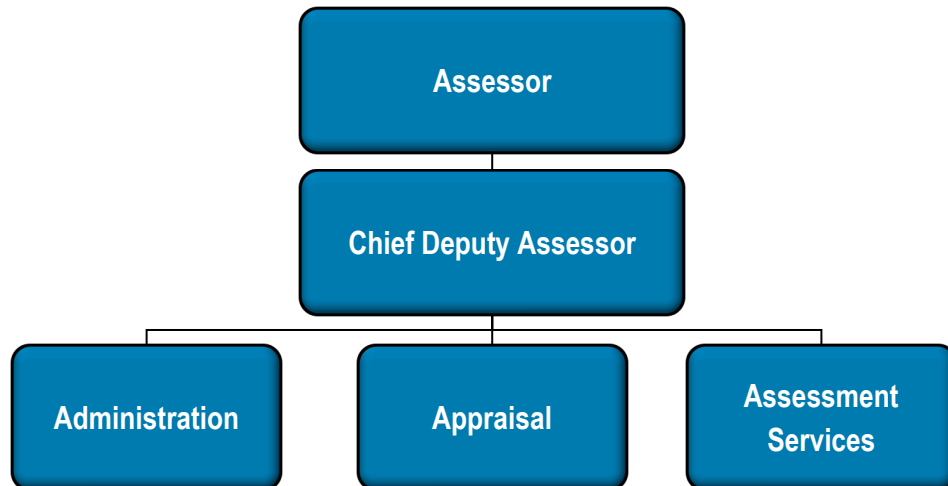 Assessor
Chief Deputy Assessor
Administration
Appraisal
Assessment
Services